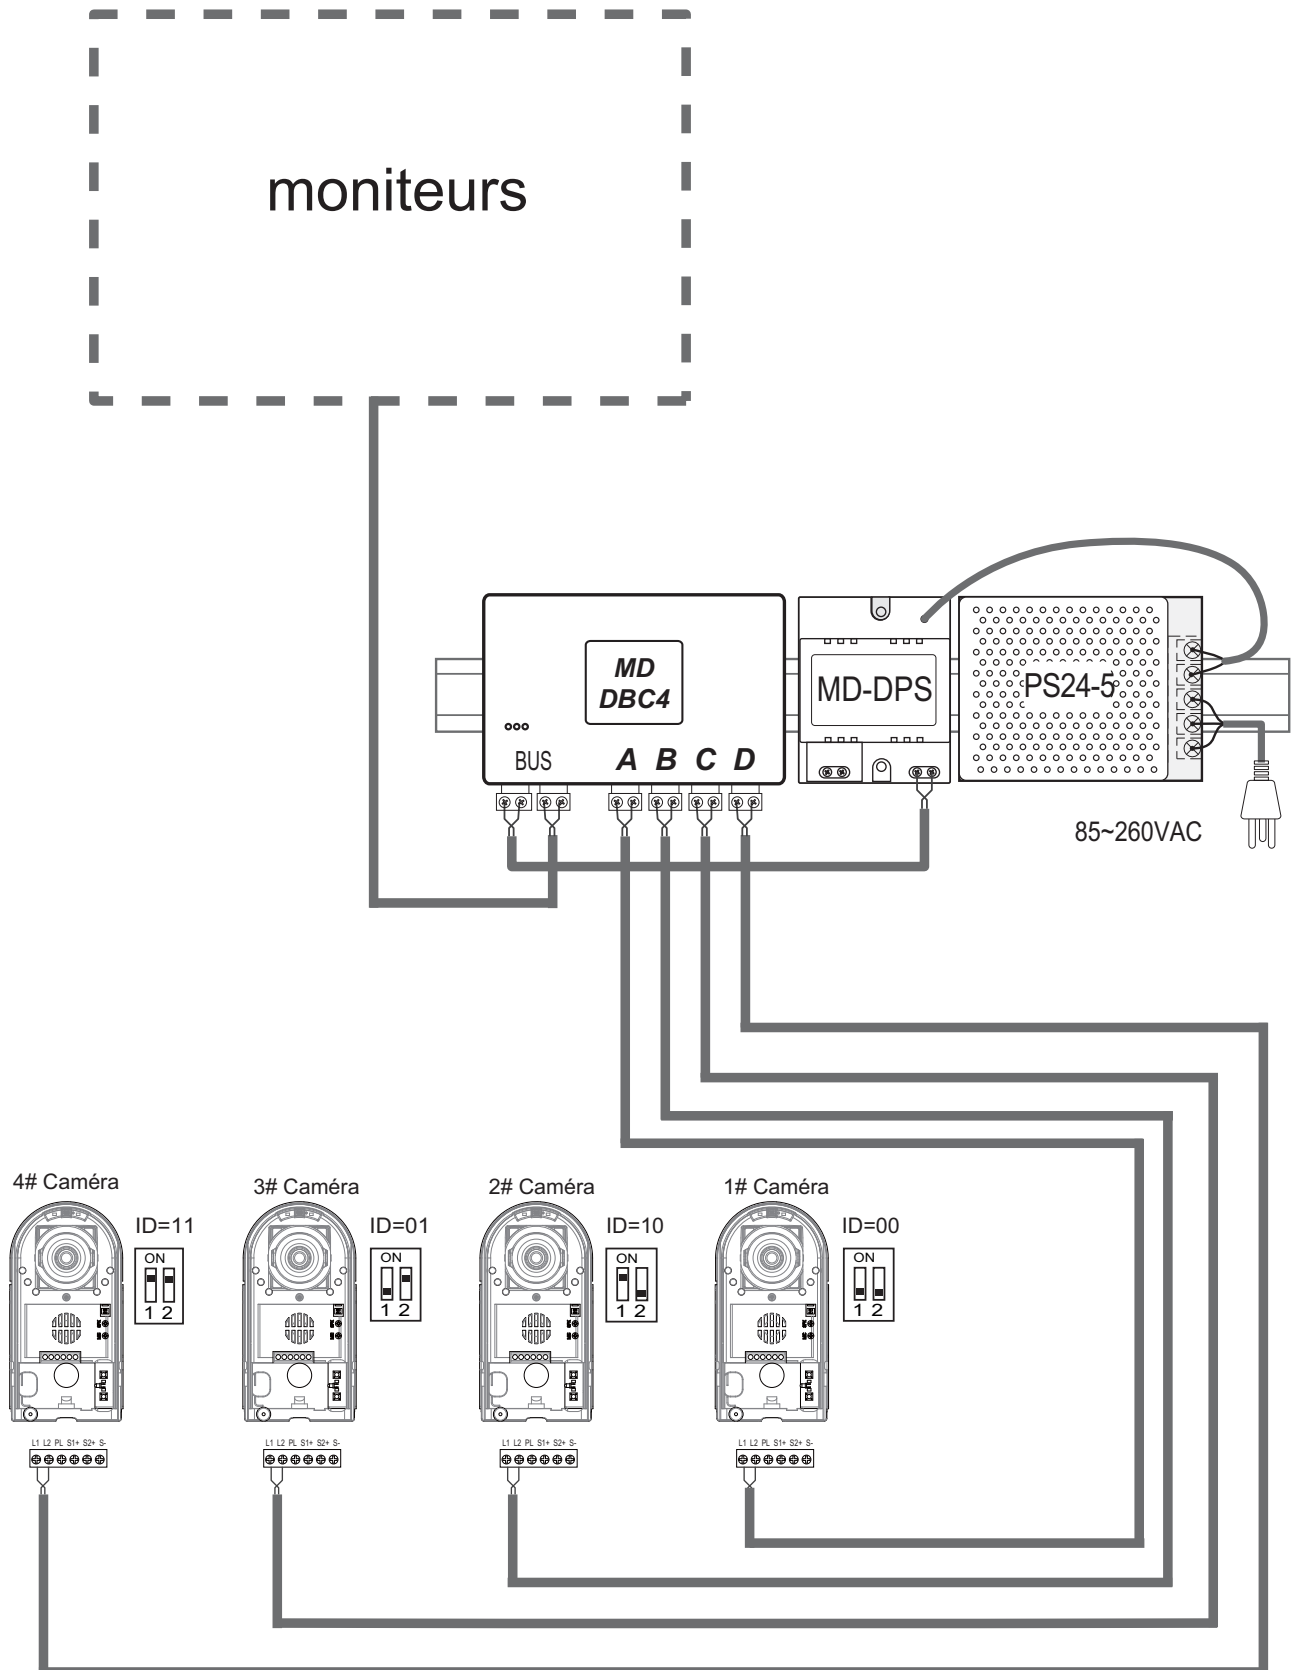 moniteurs
MD
DBC4
BUS
A B C D
MD-DPS
PS24-5
85~260VAC
4# Caméra
ID=11
ON
1 2
3# Caméra
ID=01
ON
1 2
2# Caméra
ID=10
ON
1 2
1# Caméra
ID=00
ON
1 2
L1 L2 PL S1+ S2+ S-
L1 L2 PL S1+ S2+ S-
L1 L2 PL S1+ S2+ S-
L1 L2 PL S1+ S2+ S-